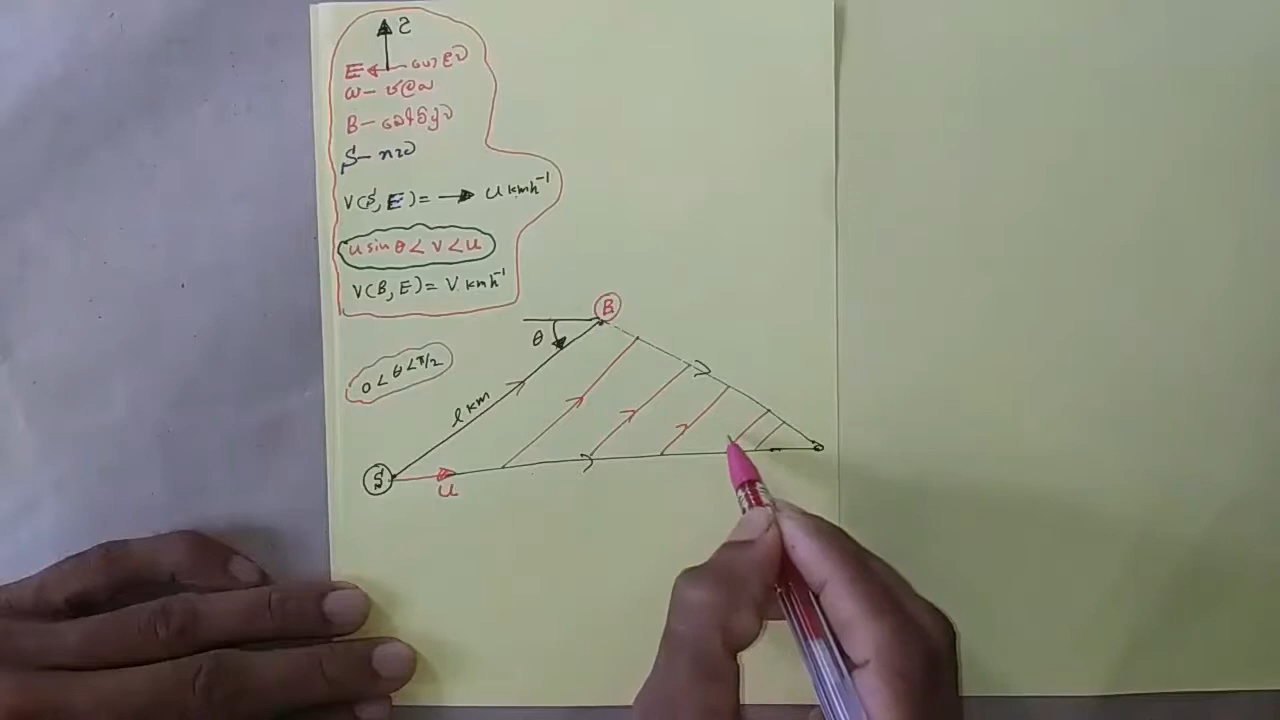 උ
E
W –
B – බෝට්ටුව
S – නැව
V(S, E) = → u kmh⁻¹
u sin θ < v < u
V(B, E) = V kmh⁻¹
B
θ
0 < θ < π/2
l km
S
u